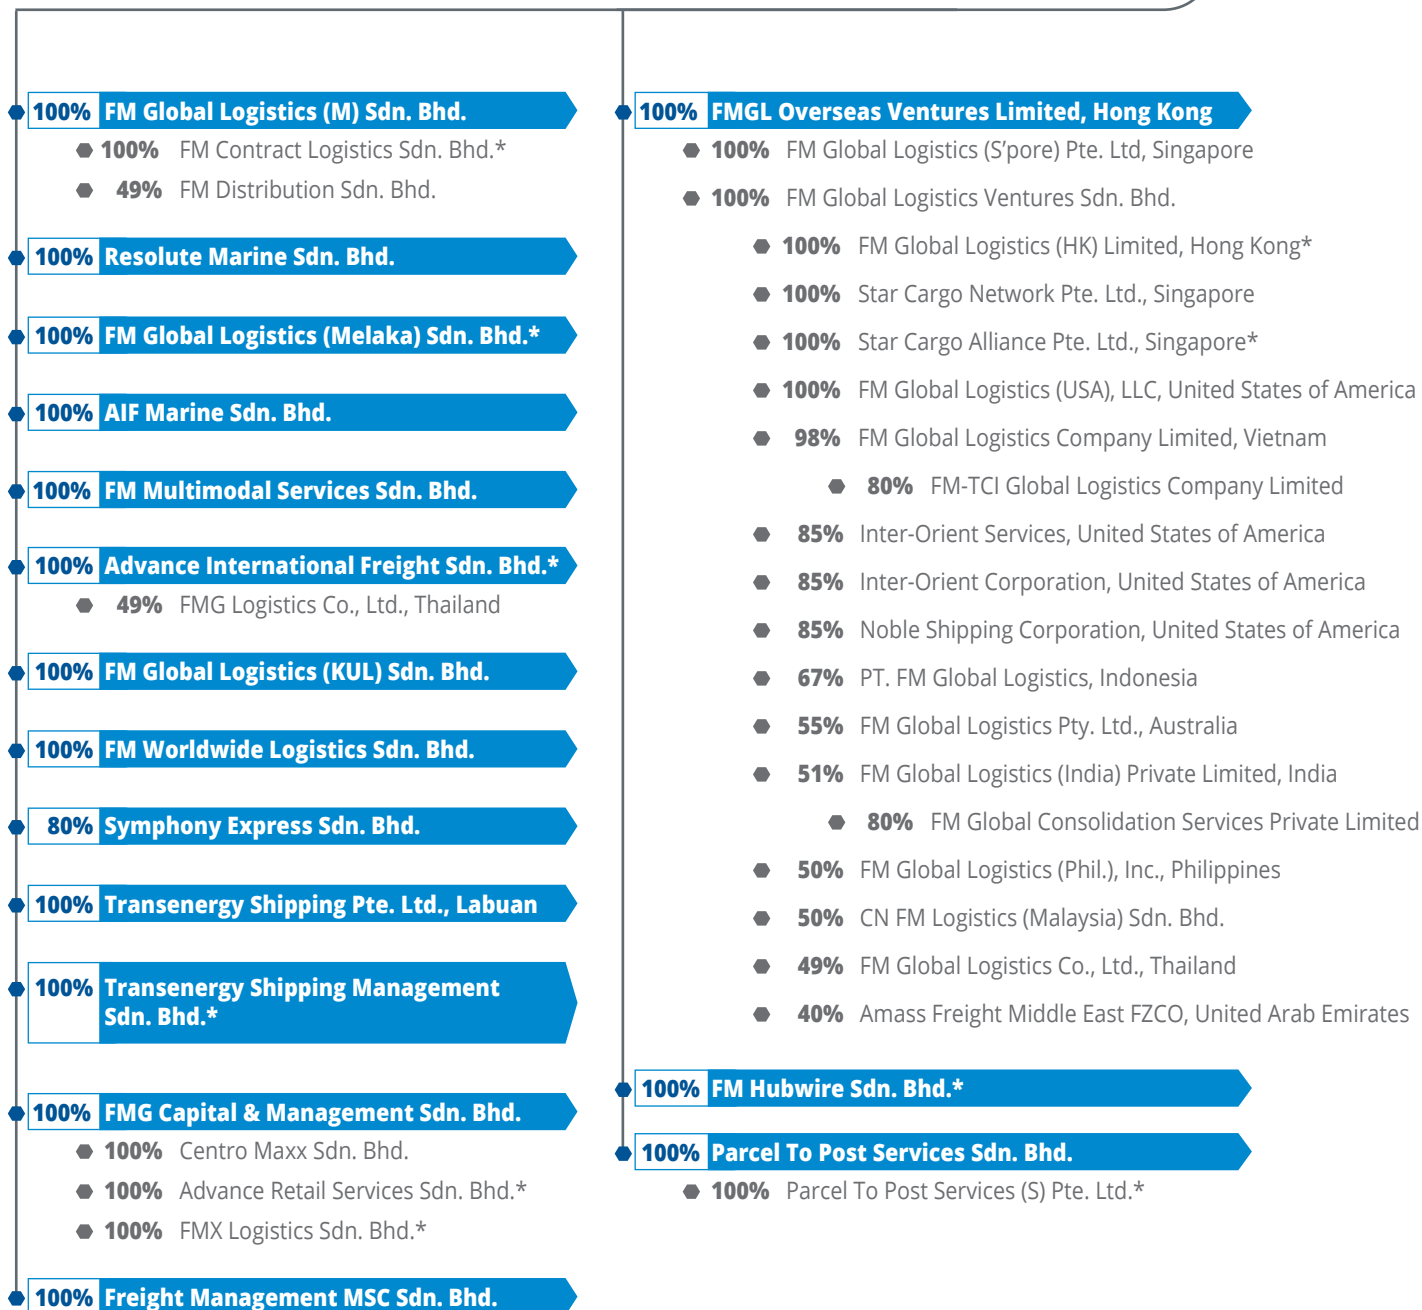 100% FM Global Logistics (M) Sdn. Bhd.
100% FM Contract Logistics Sdn. Bhd.*
49% FM Distribution Sdn. Bhd.
100% Resolute Marine Sdn. Bhd.
100% FM Global Logistics (Melaka) Sdn. Bhd.*
100% AIF Marine Sdn. Bhd.
100% FM Multimodal Services Sdn. Bhd.
100% Advance International Freight Sdn. Bhd.*
49% FMG Logistics Co., Ltd., Thailand
100% FM Global Logistics (KUL) Sdn. Bhd.
100% FM Worldwide Logistics Sdn. Bhd.
80% Symphony Express Sdn. Bhd.
100% Transenergy Shipping Pte. Ltd., Labuan
100% Transenergy Shipping Management
Sdn. Bhd.*
100% FMG Capital & Management Sdn. Bhd.
100% Centro Maxx Sdn. Bhd.
100% Advance Retail Services Sdn. Bhd.*
100% FMX Logistics Sdn. Bhd.*
100% Freight Management MSC Sdn. Bhd.
100% FMGL Overseas Ventures Limited, Hong Kong
100% FM Global Logistics (S’pore) Pte. Ltd, Singapore
100% FM Global Logistics Ventures Sdn. Bhd.
100% FM Global Logistics (HK) Limited, Hong Kong*
100% Star Cargo Network Pte. Ltd., Singapore
100% Star Cargo Alliance Pte. Ltd., Singapore*
100% FM Global Logistics (USA), LLC, United States of America
98% FM Global Logistics Company Limited, Vietnam
80% FM-TCI Global Logistics Company Limited
85% Inter-Orient Services, United States of America
85% Inter-Orient Corporation, United States of America
85% Noble Shipping Corporation, United States of America
67% PT. FM Global Logistics, Indonesia
55% FM Global Logistics Pty. Ltd., Australia
51% FM Global Logistics (India) Private Limited, India
80% FM Global Consolidation Services Private Limited
50% FM Global Logistics (Phil.), Inc., Philippines
50% CN FM Logistics (Malaysia) Sdn. Bhd.
49% FM Global Logistics Co., Ltd., Thailand
40% Amass Freight Middle East FZCO, United Arab Emirates
100% FM Hubwire Sdn. Bhd.*
100% Parcel To Post Services Sdn. Bhd.
100% Parcel To Post Services (S) Pte. Ltd.*